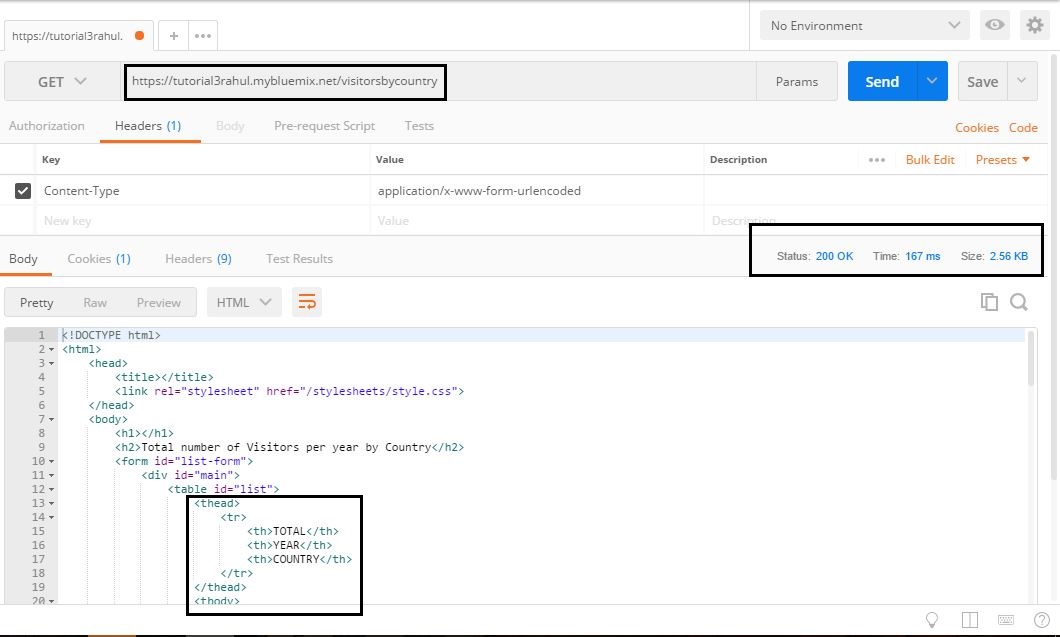 https://tutorial3rahul.
No Environment
GET https://tutorial3rahul.mybluemix.net/visitorsbycountry Params Send Save
Authorization Headers (1) Body Pre-request Script Tests Cookies Code
Key Value Description Bulk Edit Presets
Content-Type application/x-www-form-urlencoded
New key Value Description
Body Cookies (1) Headers (9) Test Results Status: 200 OK Time: 167 ms Size: 2.56 KB
Pretty Raw Preview HTML
1 <!DOCTYPE html>
2 <html>
3 <head>
4 <title></title>
5 <link rel="stylesheet" href="/stylesheets/style.css">
6 </head>
7 <body>
8 <h1></h1>
9 <h2>Total number of Visitors per year by Country</h2>
10 <form id="list-form">
11 <div id="main">
12 <table id="list">
13 <thead>
14 <tr>
15 <th>TOTAL</th>
16 <th>YEAR</th>
17 <th>COUNTRY</th>
18 </tr>
19 </thead>
20 <tbody>